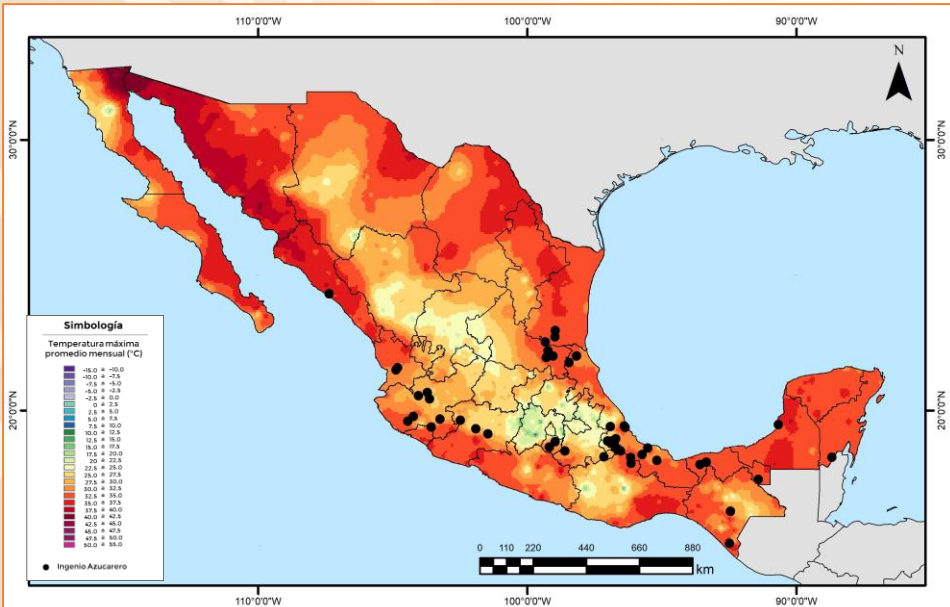 110°0'0"W 100°0'0"W 90°0'0"W
N
30°0'0"N 30°0'0"N
20°0'0"N 20°0'0"N
Simbología
Temperatura máxima
promedio mensual (°C)
-15.0 a -10.0
-10.0 a -7.5
-7.5 a -5.0
-5.0 a -2.5
-2.5 a 0.0
0 a 2.5
2.5 a 5.0
5.0 a 7.5
7.5 a 10.0
10.0 a 12.5
12.5 a 15.0
15.0 a 17.5
17.5 a 20.0
20 a 22.5
22.5 a 25.0
25.0 a 27.5
27.5 a 30.0
30.0 a 32.5
32.5 a 35.0
35.0 a 37.5
37.5 a 40.0
40.0 a 42.5
42.5 a 45.0
45.0 a 47.5
47.5 a 50.0
50.0 a 55.0
Ingenio Azucarero
0 110 220 440 660 880
km
110°0'0"W 100°0'0"W 90°0'0"W